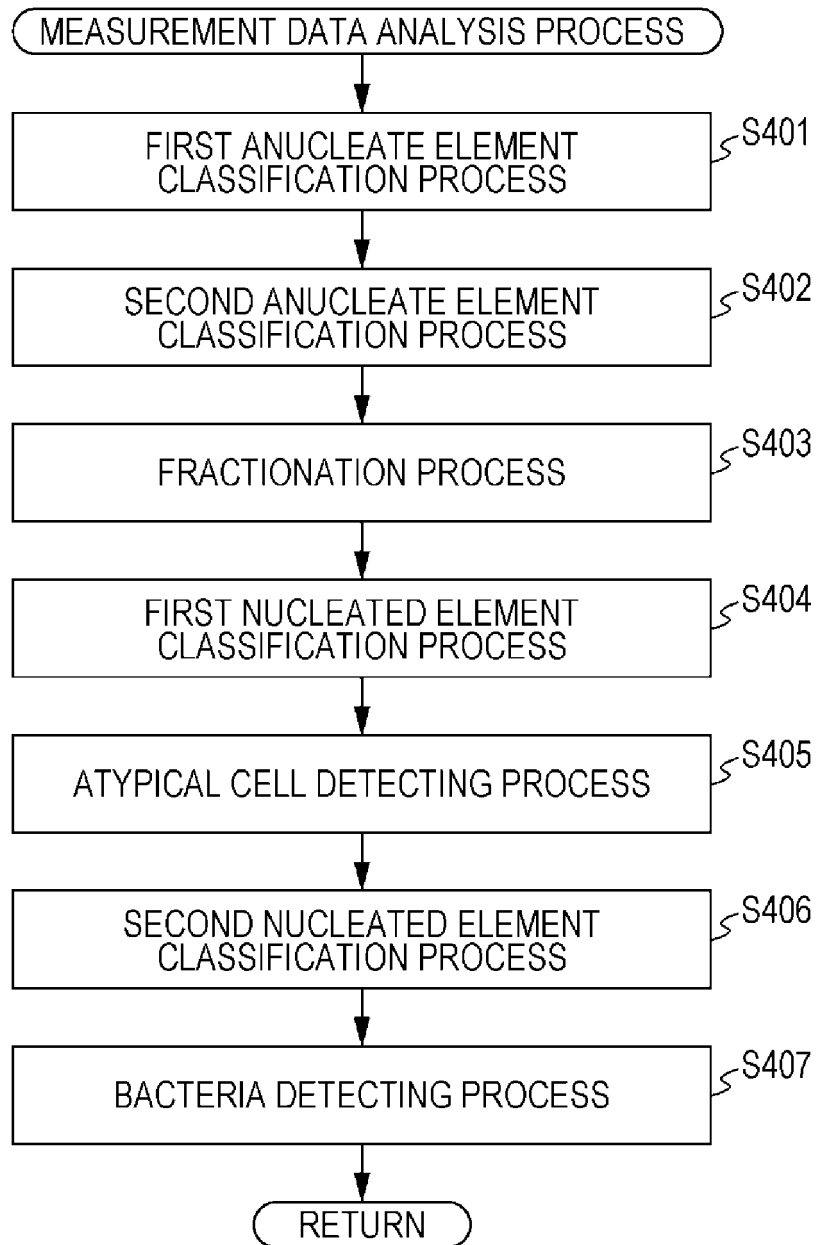 MEASUREMENT DATA ANALYSIS PROCESS
S401
FIRST ANUCLEATE ELEMENT
CLASSIFICATION PROCESS
S402
SECOND ANUCLEATE ELEMENT
CLASSIFICATION PROCESS
S403
FRACTIONATION PROCESS
S404
FIRST NUCLEATED ELEMENT
CLASSIFICATION PROCESS
S405
ATYPICAL CELL DETECTING PROCESS
S406
SECOND NUCLEATED ELEMENT
CLASSIFICATION PROCESS
S407
BACTERIA DETECTING PROCESS
RETURN